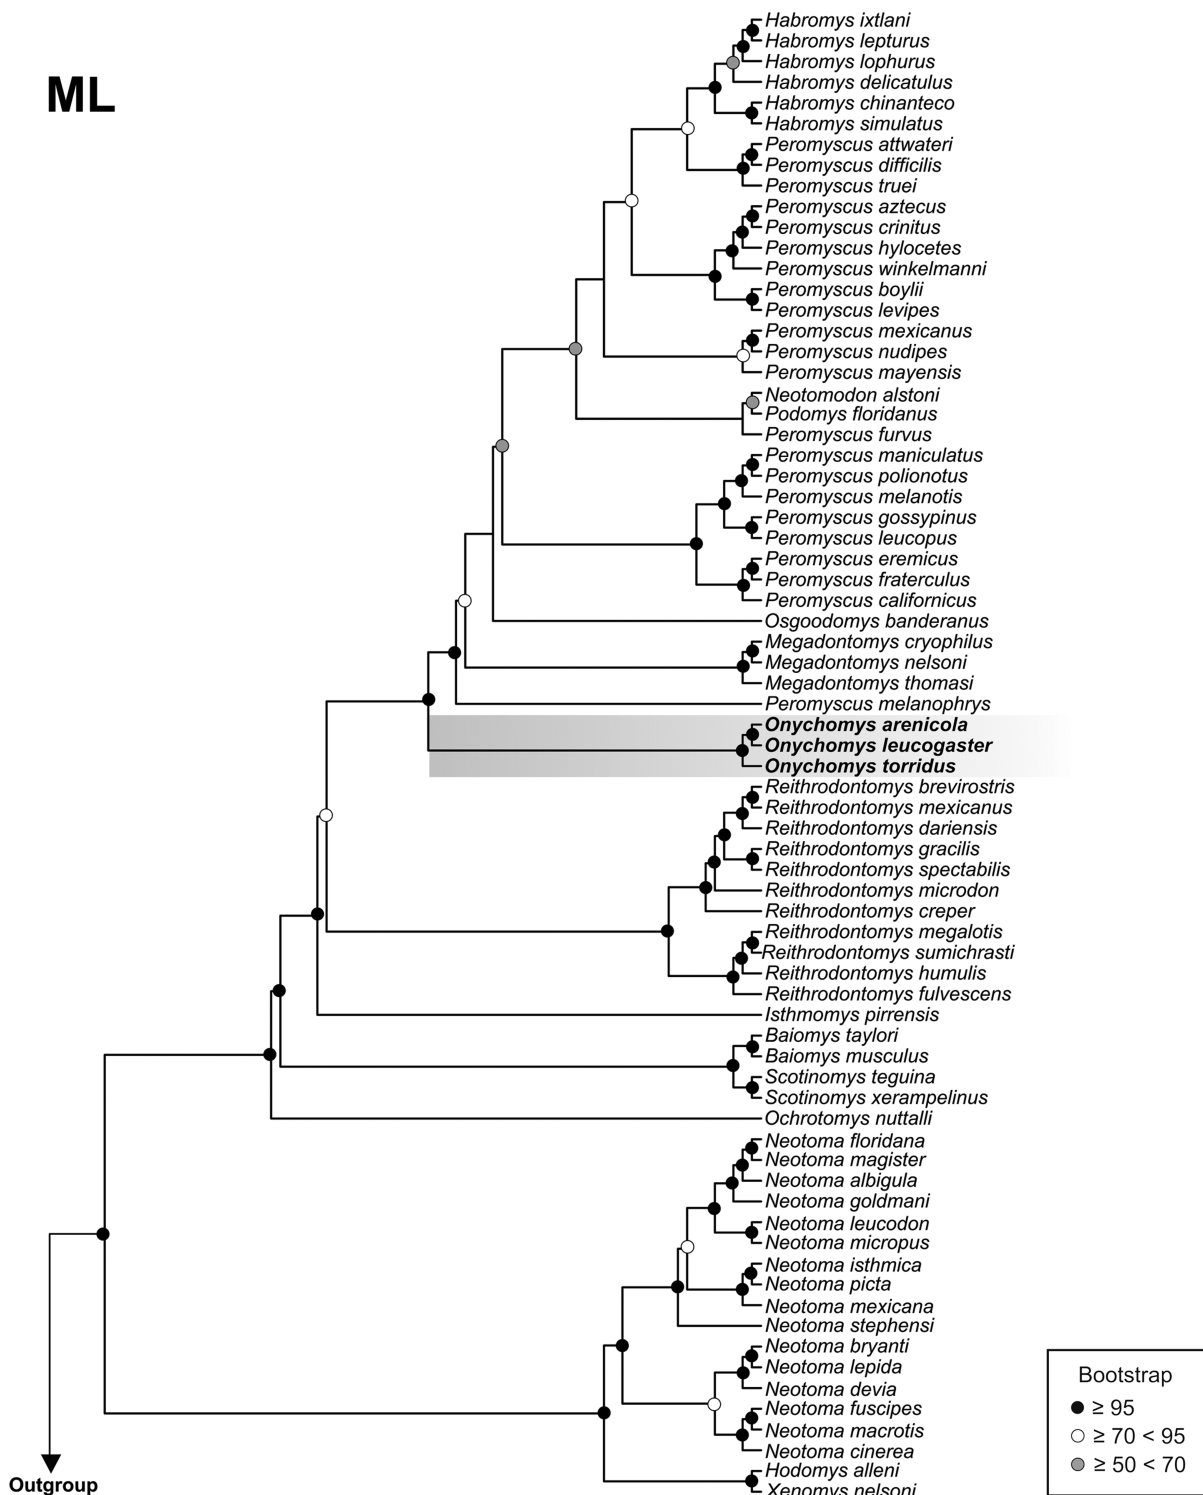 ML
Habromys ixtlani
Habromys lepturus
Habromys lophurus
Habromys delicatulus
Habromys chinanteco
Habromys simulatus
Peromyscus attwateri
Peromyscus difficilis
Peromyscus truei
Peromyscus aztecus
Peromyscus crinitus
Peromyscus hylocetes
Peromyscus winkelmanni
Peromyscus boylii
Peromyscus levipes
Peromyscus mexicanus
Peromyscus nudipes
Peromyscus mayensis
Neotomodon alstoni
Podomys floridanus
Peromyscus furvus
Peromyscus maniculatus
Peromyscus polionotus
Peromyscus melanotis
Peromyscus gossypinus
Peromyscus leucopus
Peromyscus eremicus
Peromyscus fraterculus
Peromyscus californicus
Osgoodomys banderanus
Megadontomys cryophilus
Megadontomys nelsoni
Megadontomys thomasi
Peromyscus melanophrys
Onychomys arenicola
Onychomys leucogaster
Onychomys torridus
Reithrodontomys brevirostris
Reithrodontomys mexicanus
Reithrodontomys dariensis
Reithrodontomys gracilis
Reithrodontomys spectabilis
Reithrodontomys microdon
Reithrodontomys creper
Reithrodontomys megalotis
Reithrodontomys sumichrasti
Reithrodontomys humulis
Reithrodontomys fulvescens
Isthmomys pirrensis
Baiomys taylori
Baiomys musculus
Scotinomys teguina
Scotinomys xerampelinus
Ochrotomys nuttalli
Neotoma floridana
Neotoma magister
Neotoma albigula
Neotoma goldmani
Neotoma leucodon
Neotoma micropus
Neotoma isthmica
Neotoma picta
Neotoma mexicana
Neotoma stephensi
Neotoma bryanti
Neotoma lepida
Neotoma devia
Neotoma fuscipes
Neotoma macrotis
Neotoma cinerea
Hodomys alleni
Xenomys nelsoni
Outgroup
Bootstrap
≥ 95
≥ 70 < 95
≥ 50 < 70